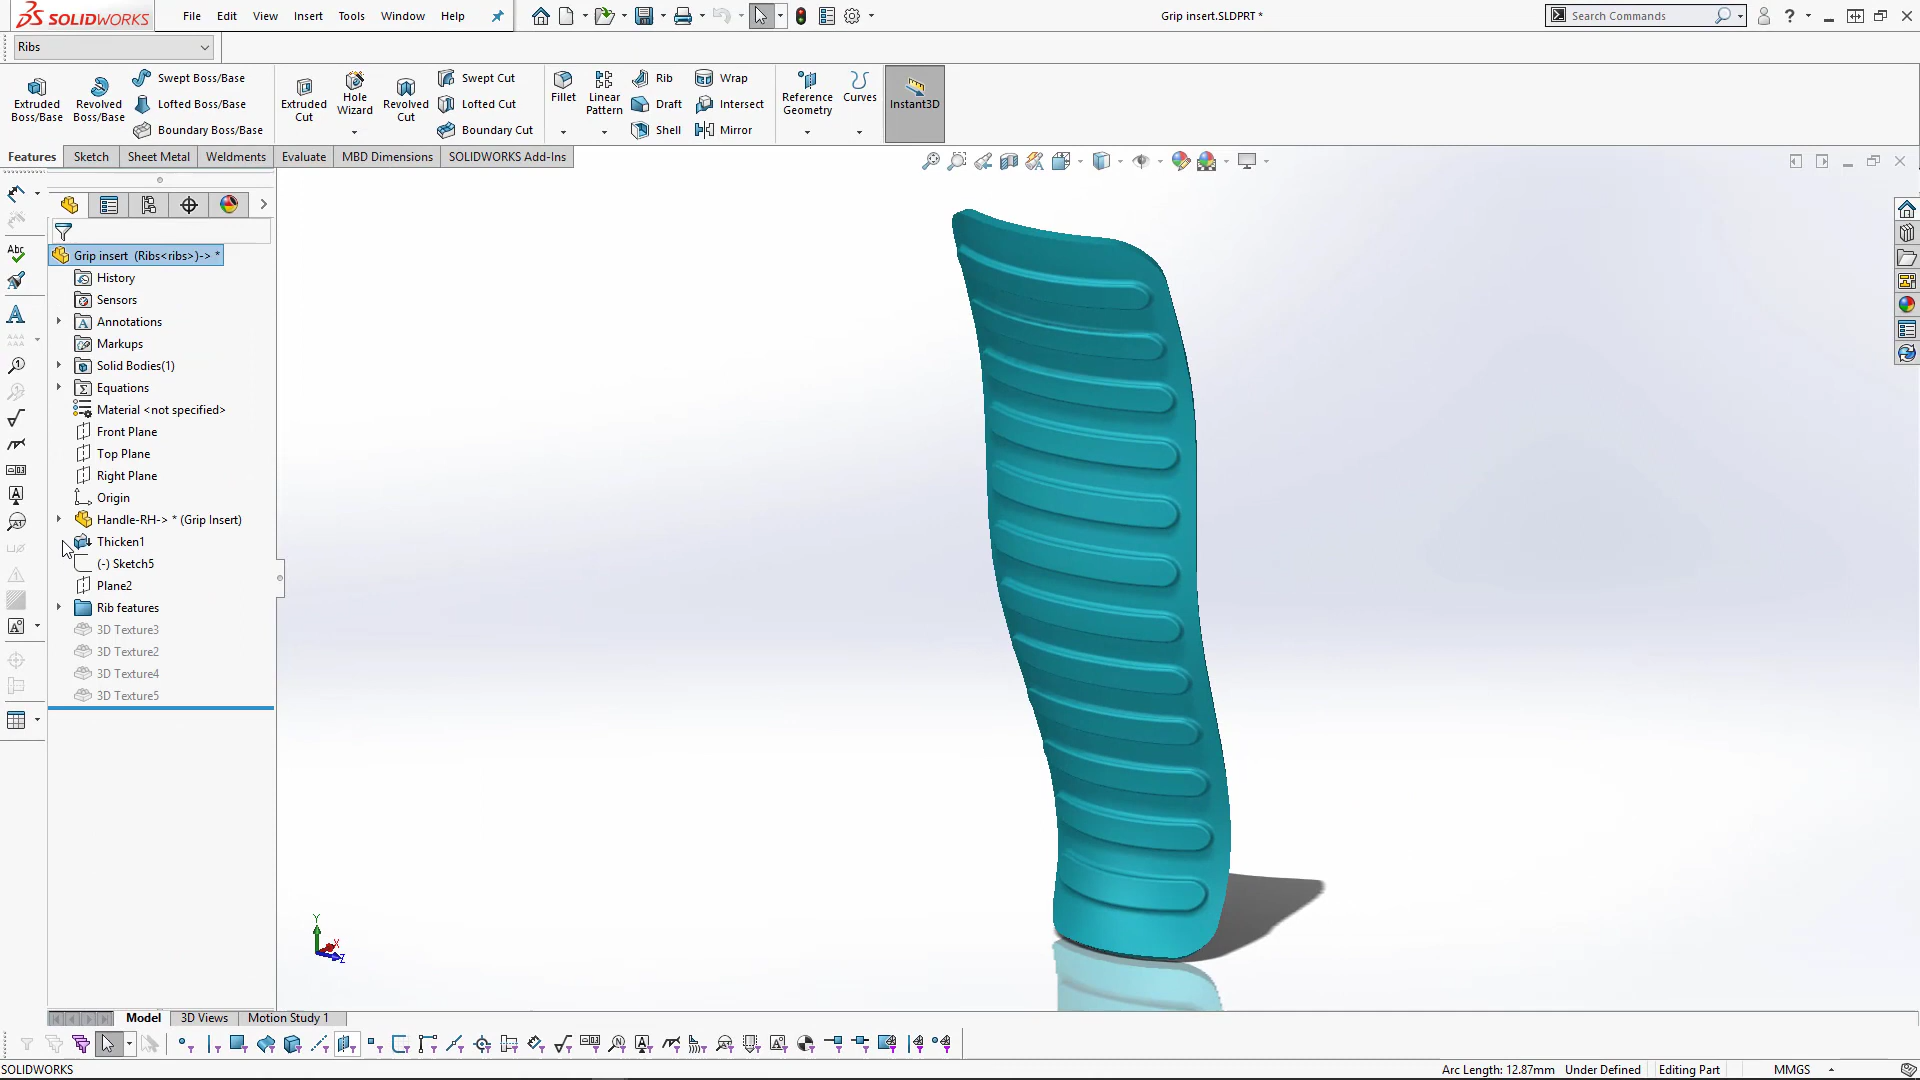 SOLIDWORKS
File Edit View Insert Tools Window Help
Grip insert.SLDPRT *
Search Commands
Ribs
Extruded Boss/Base
Revolved Boss/Base
Swept Boss/Base
Lofted Boss/Base
Boundary Boss/Base
Extruded Cut
Hole Wizard
Revolved Cut
Swept Cut
Lofted Cut
Boundary Cut
Fillet
Linear Pattern
Rib
Draft
Shell
Wrap
Intersect
Mirror
Reference Geometry
Curves
Instant3D
Features Sketch Sheet Metal Weldments Evaluate MBD Dimensions SOLIDWORKS Add-Ins
Grip insert (Ribs<ribs>)-> *
History
Sensors
Annotations
Markups
Solid Bodies(1)
Equations
Material <not specified>
Front Plane
Top Plane
Right Plane
Origin
Handle-RH-> * (Grip Insert)
Thicken1
(-) Sketch5
Plane2
Rib features
3D Texture3
3D Texture2
3D Texture4
3D Texture5
Y
X
Z
Model 3D Views Motion Study 1
SOLIDWORKS
Arc Length: 12.87mm Under Defined Editing Part MMGS